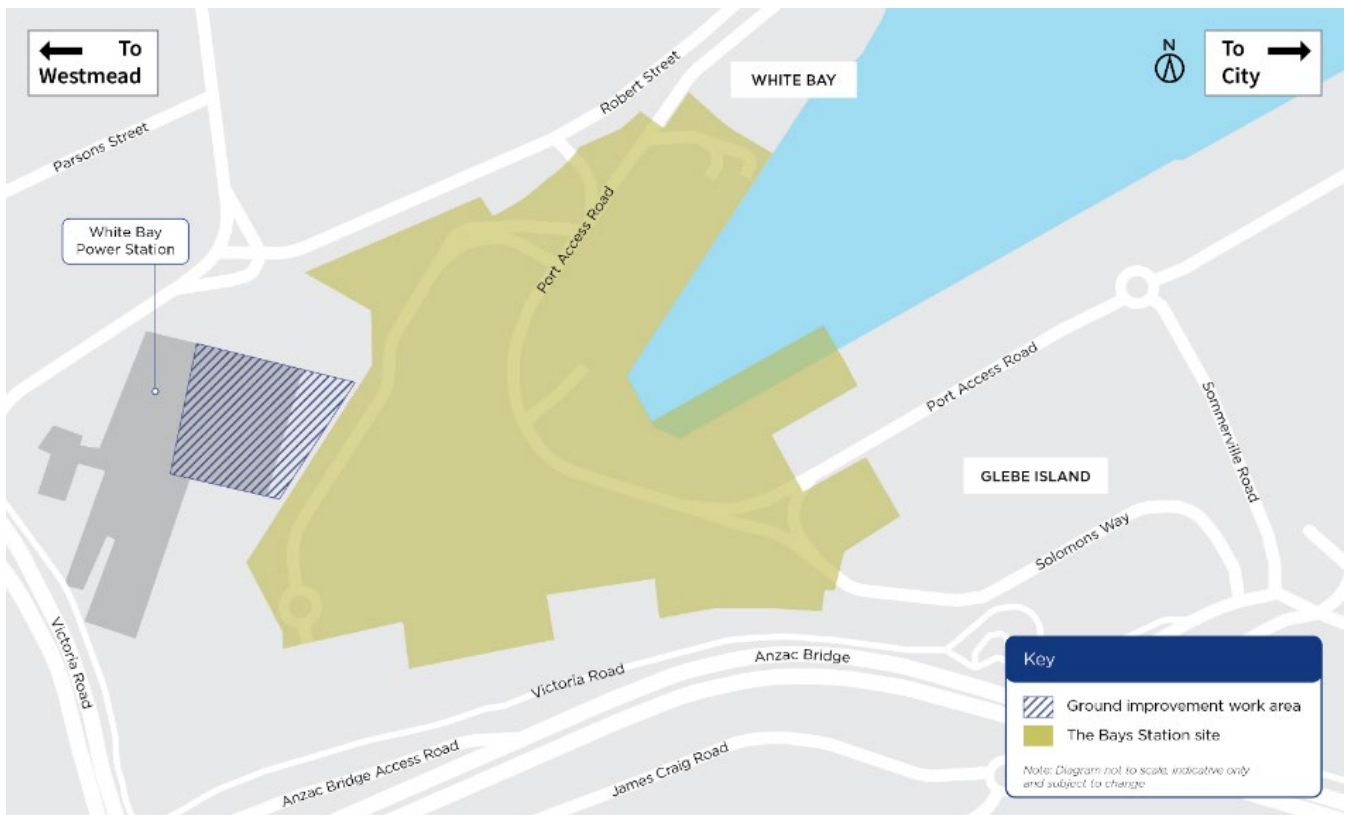 To
Westmead
N
To
City
WHITE BAY
Robert Street
Parsons Street
White Bay
Power Station
Port Access Road
Port Access Road
Sommerville Road
GLEBE ISLAND
Solomons Way
Victoria Road
Victoria Road
Anzac Bridge
Anzac Bridge Access Road
James Craig Road
Key
Ground improvement work area
The Bays Station site
Note: Diagram not to scale, indicative only
and subject to change